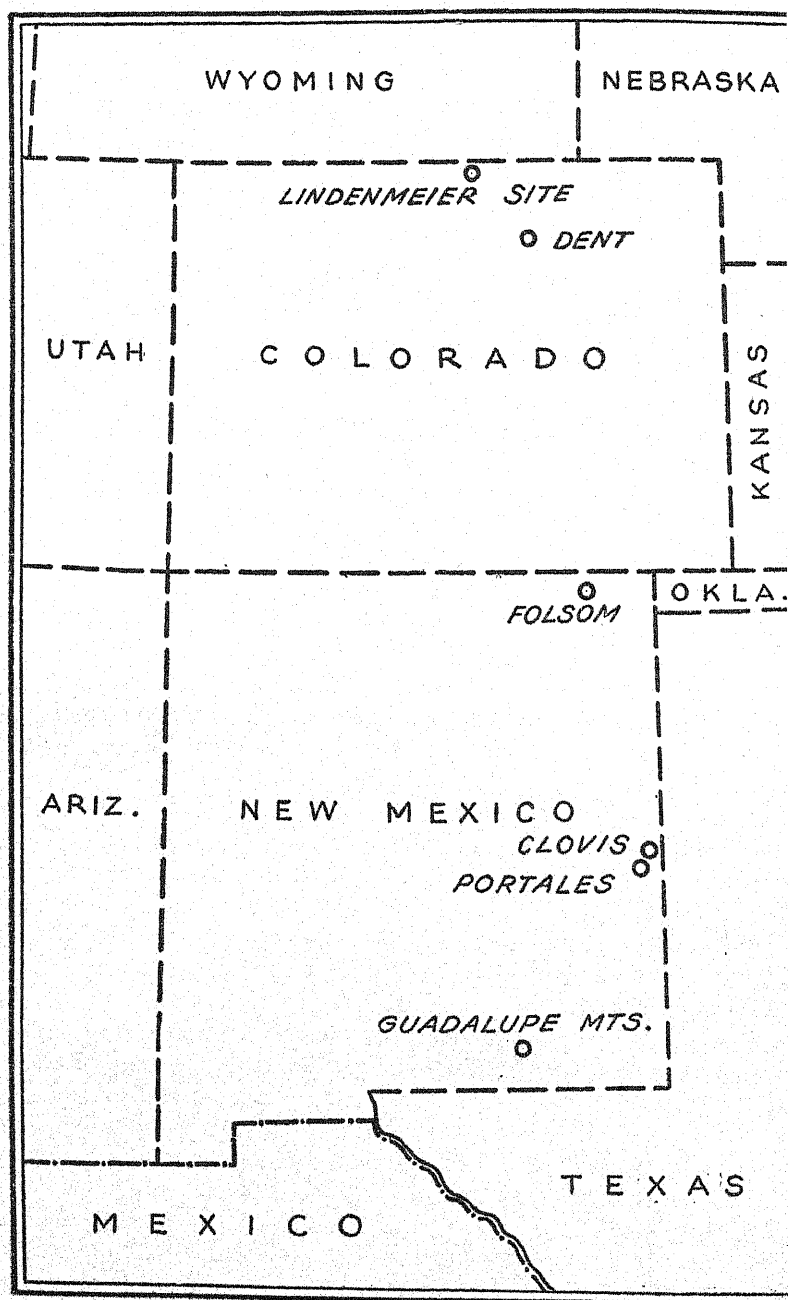 WYOMING
NEBRASKA
LINDENMEIER SITE
DENT
UTAH
COLORADO
KANSAS
OKLA.
FOLSOM
ARIZ.
NEW MEXICO
CLOVIS
PORTALES
GUADALUPE MTS.
TEXAS
MEXICO